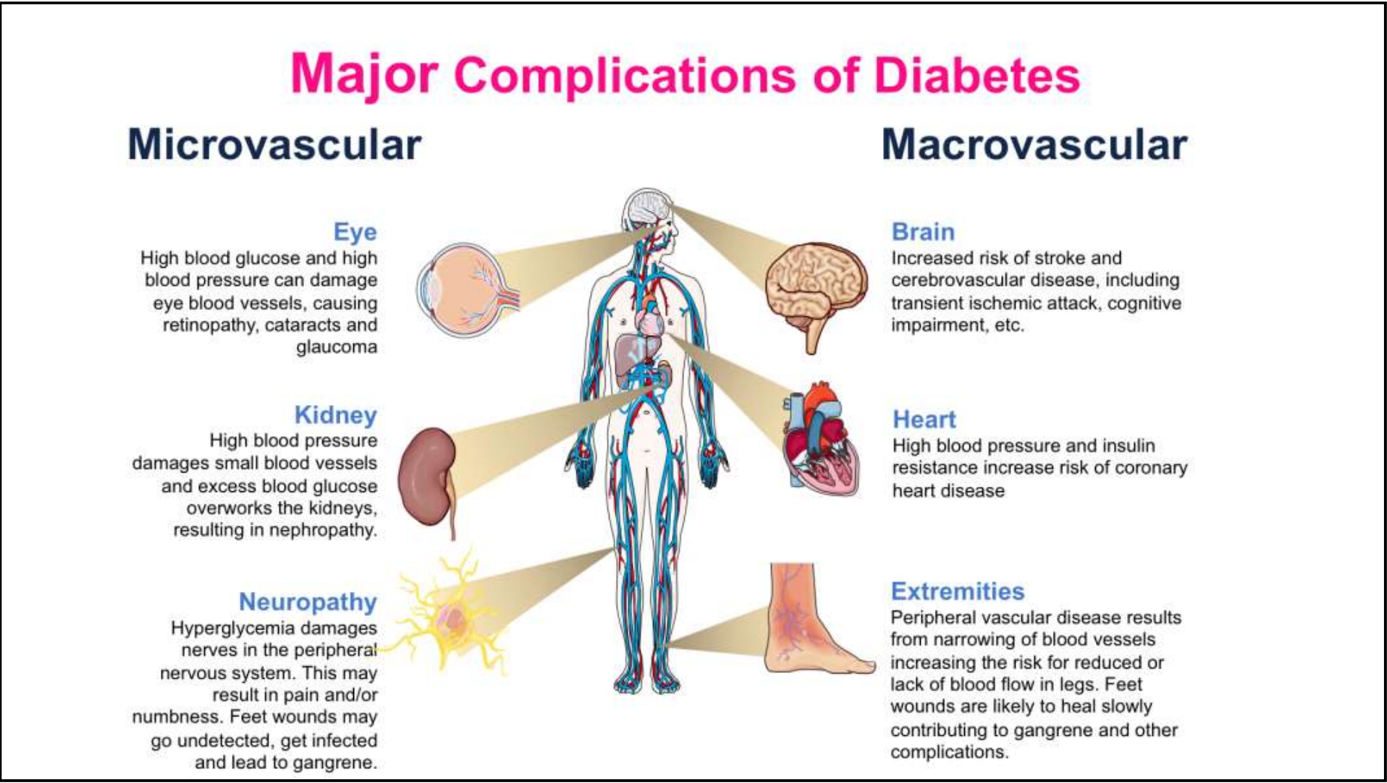 Major Complications of Diabetes
Microvascular
Eye
High blood glucose and high
blood pressure can damage
eye blood vessels, causing
retinopathy, cataracts and
glaucoma
Kidney
High blood pressure
damages small blood vessels
and excess blood glucose
overworks the kidneys,
resulting in nephropathy.
Neuropathy
Hyperglycemia damages
nerves in the peripheral
nervous system. This may
result in pain and/or
numbness. Feet wounds may
go undetected, get infected
and lead to gangrene.
Macrovascular
Brain
Increased risk of stroke and
cerebrovascular disease, including
transient ischemic attack, cognitive
impairment, etc.
Heart
High blood pressure and insulin
resistance increase risk of coronary
heart disease
Extremities
Peripheral vascular disease results
from narrowing of blood vessels
increasing the risk for reduced or
lack of blood flow in legs. Feet
wounds are likely to heal slowly
contributing to gangrene and other
complications.